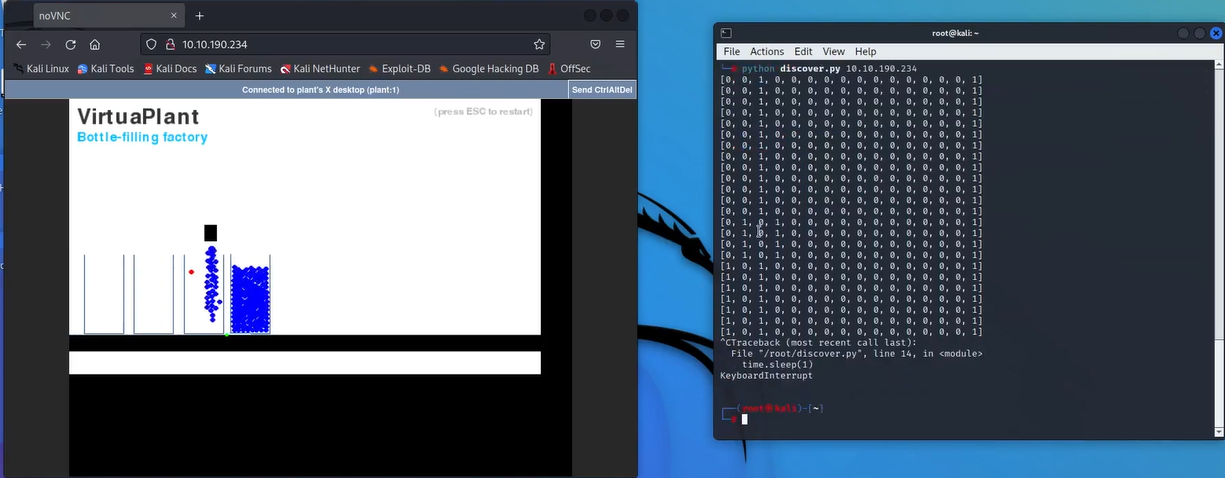 noVNC
10.10.190.234
Kali Linux Kali Tools Kali Docs Kali Forums Kali NetHunter Exploit-DB Google Hacking DB OffSec
Connected to plant's X desktop (plant:1) Send CtrlAltDel
VirtuaPlant
(press ESC to restart)
Bottle-filling factory
root@kali: ~
File Actions Edit View Help
python discover.py 10.10.190.234
[0, 0, 1, 0, 0, 0, 0, 0, 0, 0, 0, 0, 0, 0, 0, 1]
[0, 0, 1, 0, 0, 0, 0, 0, 0, 0, 0, 0, 0, 0, 0, 1]
[0, 0, 1, 0, 0, 0, 0, 0, 0, 0, 0, 0, 0, 0, 0, 1]
[0, 0, 1, 0, 0, 0, 0, 0, 0, 0, 0, 0, 0, 0, 0, 1]
[0, 0, 1, 0, 0, 0, 0, 0, 0, 0, 0, 0, 0, 0, 0, 1]
[0, 0, 1, 0, 0, 0, 0, 0, 0, 0, 0, 0, 0, 0, 0, 1]
[0, 0, 1, 0, 0, 0, 0, 0, 0, 0, 0, 0, 0, 0, 0, 1]
[0, 0, 1, 0, 0, 0, 0, 0, 0, 0, 0, 0, 0, 0, 0, 1]
[0, 0, 1, 0, 0, 0, 0, 0, 0, 0, 0, 0, 0, 0, 0, 1]
[0, 0, 1, 0, 0, 0, 0, 0, 0, 0, 0, 0, 0, 0, 0, 1]
[0, 0, 1, 0, 0, 0, 0, 0, 0, 0, 0, 0, 0, 0, 0, 1]
[0, 0, 1, 0, 0, 0, 0, 0, 0, 0, 0, 0, 0, 0, 0, 1]
[0, 0, 1, 0, 0, 0, 0, 0, 0, 0, 0, 0, 0, 0, 0, 1]
[0, 1, 0, 1, 0, 0, 0, 0, 0, 0, 0, 0, 0, 0, 0, 1]
[0, 1, 0, 1, 0, 0, 0, 0, 0, 0, 0, 0, 0, 0, 0, 1]
[0, 1, 0, 1, 0, 0, 0, 0, 0, 0, 0, 0, 0, 0, 0, 1]
[0, 1, 0, 1, 0, 0, 0, 0, 0, 0, 0, 0, 0, 0, 0, 1]
[1, 0, 1, 0, 0, 0, 0, 0, 0, 0, 0, 0, 0, 0, 0, 1]
[1, 0, 1, 0, 0, 0, 0, 0, 0, 0, 0, 0, 0, 0, 0, 1]
[1, 0, 1, 0, 0, 0, 0, 0, 0, 0, 0, 0, 0, 0, 0, 1]
[1, 0, 1, 0, 0, 0, 0, 0, 0, 0, 0, 0, 0, 0, 0, 1]
[1, 0, 1, 0, 0, 0, 0, 0, 0, 0, 0, 0, 0, 0, 0, 1]
[1, 0, 1, 0, 0, 0, 0, 0, 0, 0, 0, 0, 0, 0, 0, 1]
[1, 0, 1, 0, 0, 0, 0, 0, 0, 0, 0, 0, 0, 0, 0, 1]
^CTraceback (most recent call last):
File "/root/discover.py", line 14, in <module>
time.sleep(1)
KeyboardInterrupt
(root@kali)-[~]